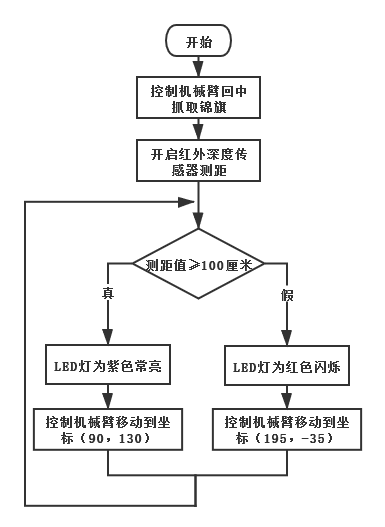 开始
控制机械臂回中
抓取锦旗
开启红外深度传
感器测距
测距值≥100厘米
真
假
LED灯为紫色常亮
LED灯为红色闪烁
控制机械臂移动到坐
标（90，130）
控制机械臂移动到坐
标（195，-35）